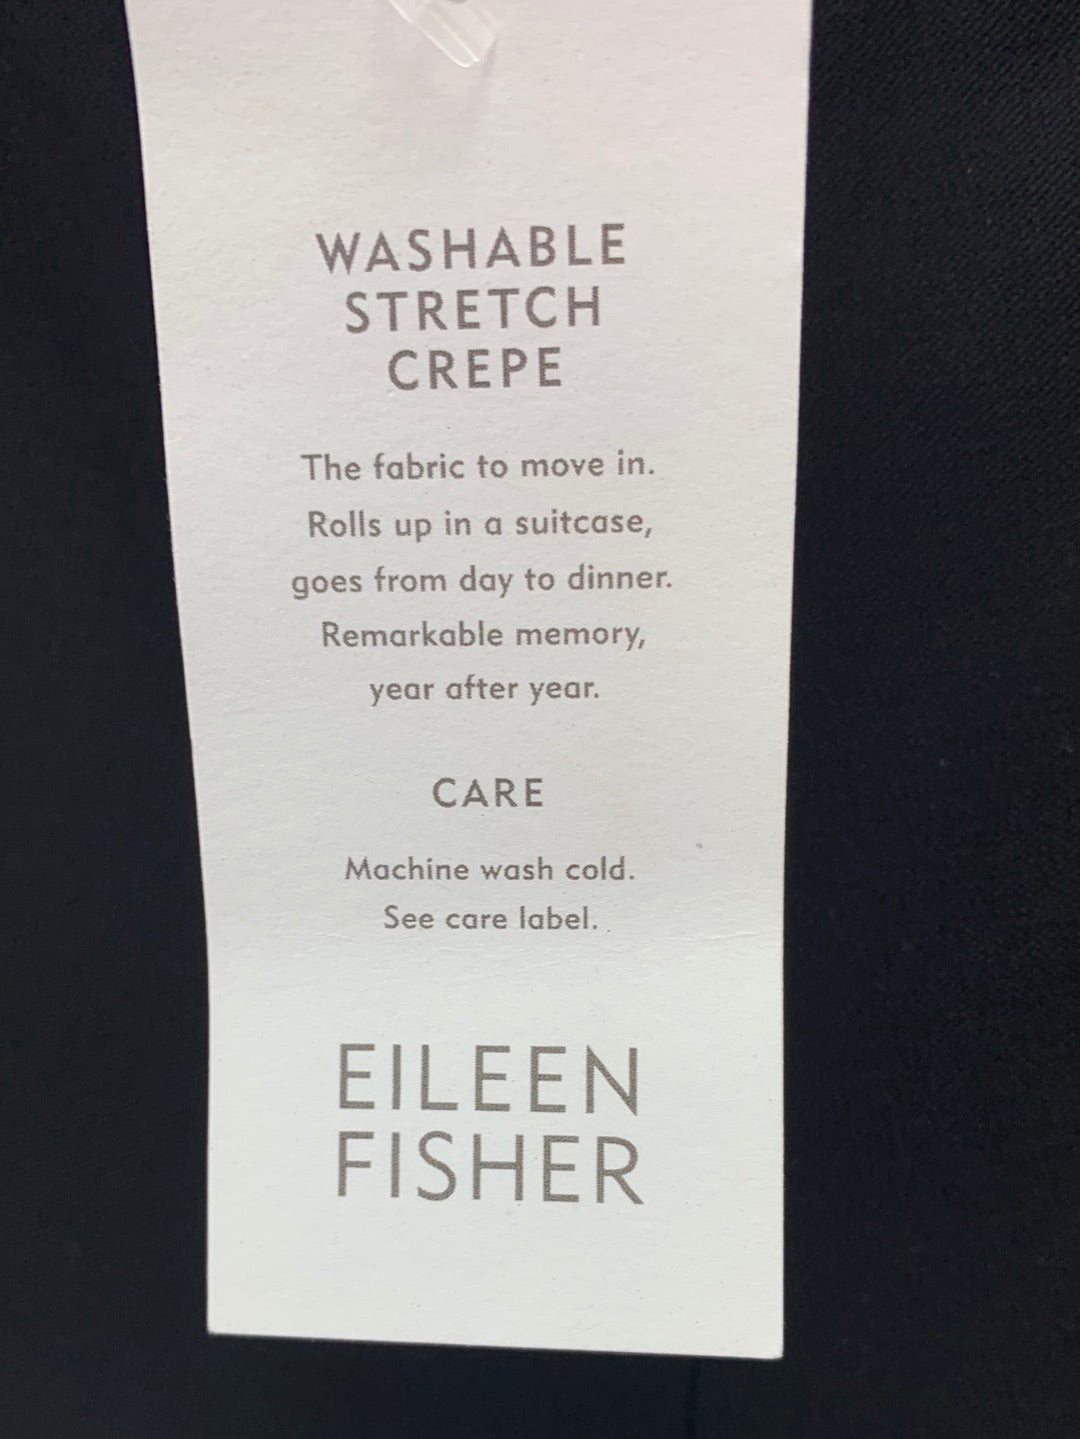 WASHABLE
STRETCH
CREPE
The fabric to move in.
Rolls up in a suitcase,
goes from day to dinner.
Remarkable memory,
year after year.
CARE
Machine wash cold.
See care label.
EILEEN
FISHER